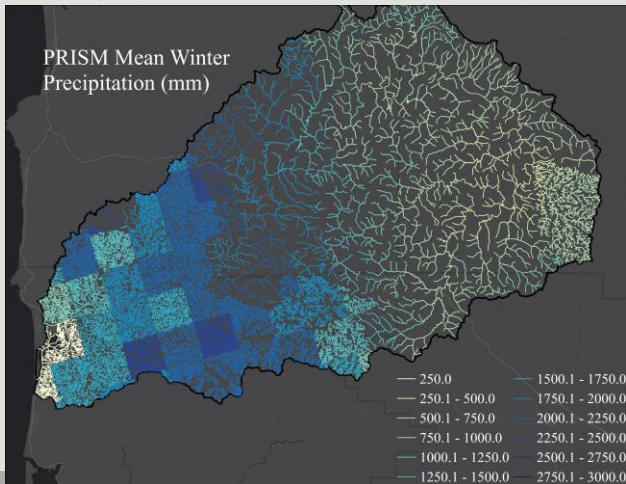 PRISM Mean Winter
Precipitation (mm)
250.0
250.1 - 500.0
500.1 - 750.0
750.1 - 1000.0
1000.1 - 1250.0
1250.1 - 1500.0
1500.1 - 1750.0
1750.1 - 2000.0
2000.1 - 2250.0
2250.1 - 2500.0
2500.1 - 2750.0
2750.1 - 3000.0